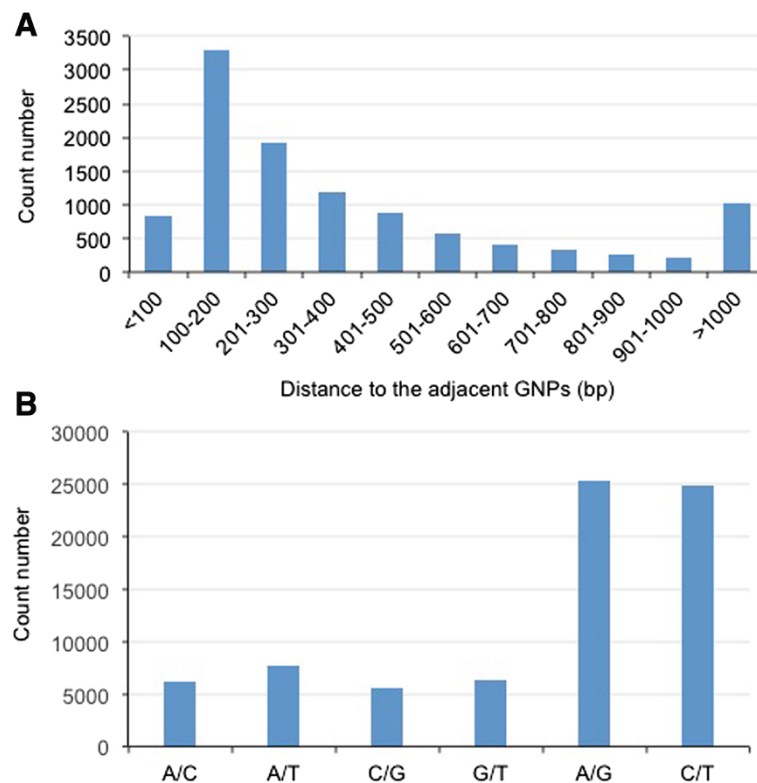 A
Count number
3500
3000
2500
2000
1500
1000
500
0
<100
100-200
201-300
301-400
401-500
501-600
601-700
701-800
801-900
901-1000
>1000
Distance to the adjacent GNPs (bp)
B
Count number
30000
25000
20000
15000
10000
5000
0
A/C
A/T
C/G
G/T
A/G
C/T